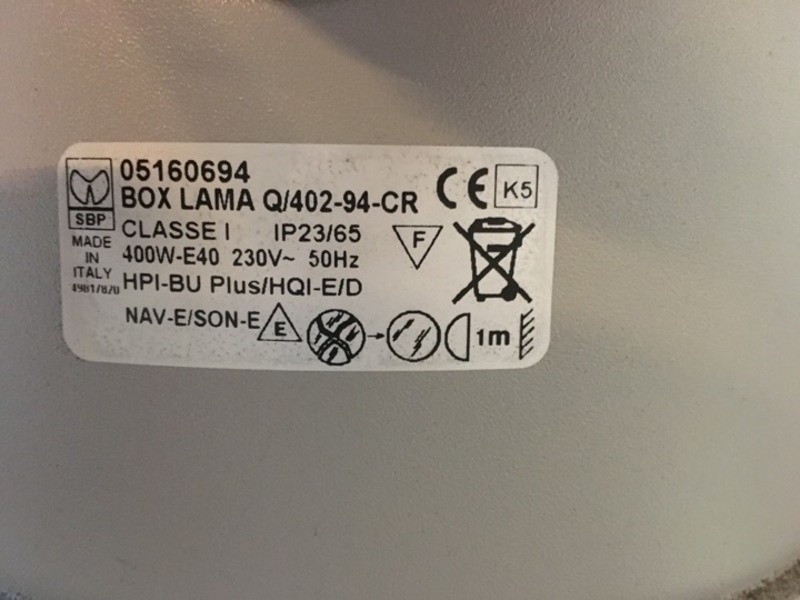 05160694
BOX LAMA Q/402-94-CR
CE K5
SBP
CLASSE I IP23/65
F
MADE
IN
ITALY
400W-E40 230V~ 50Hz
HPI-BU Plus/HQI-E/D
NAV-E/SON-E E
1m